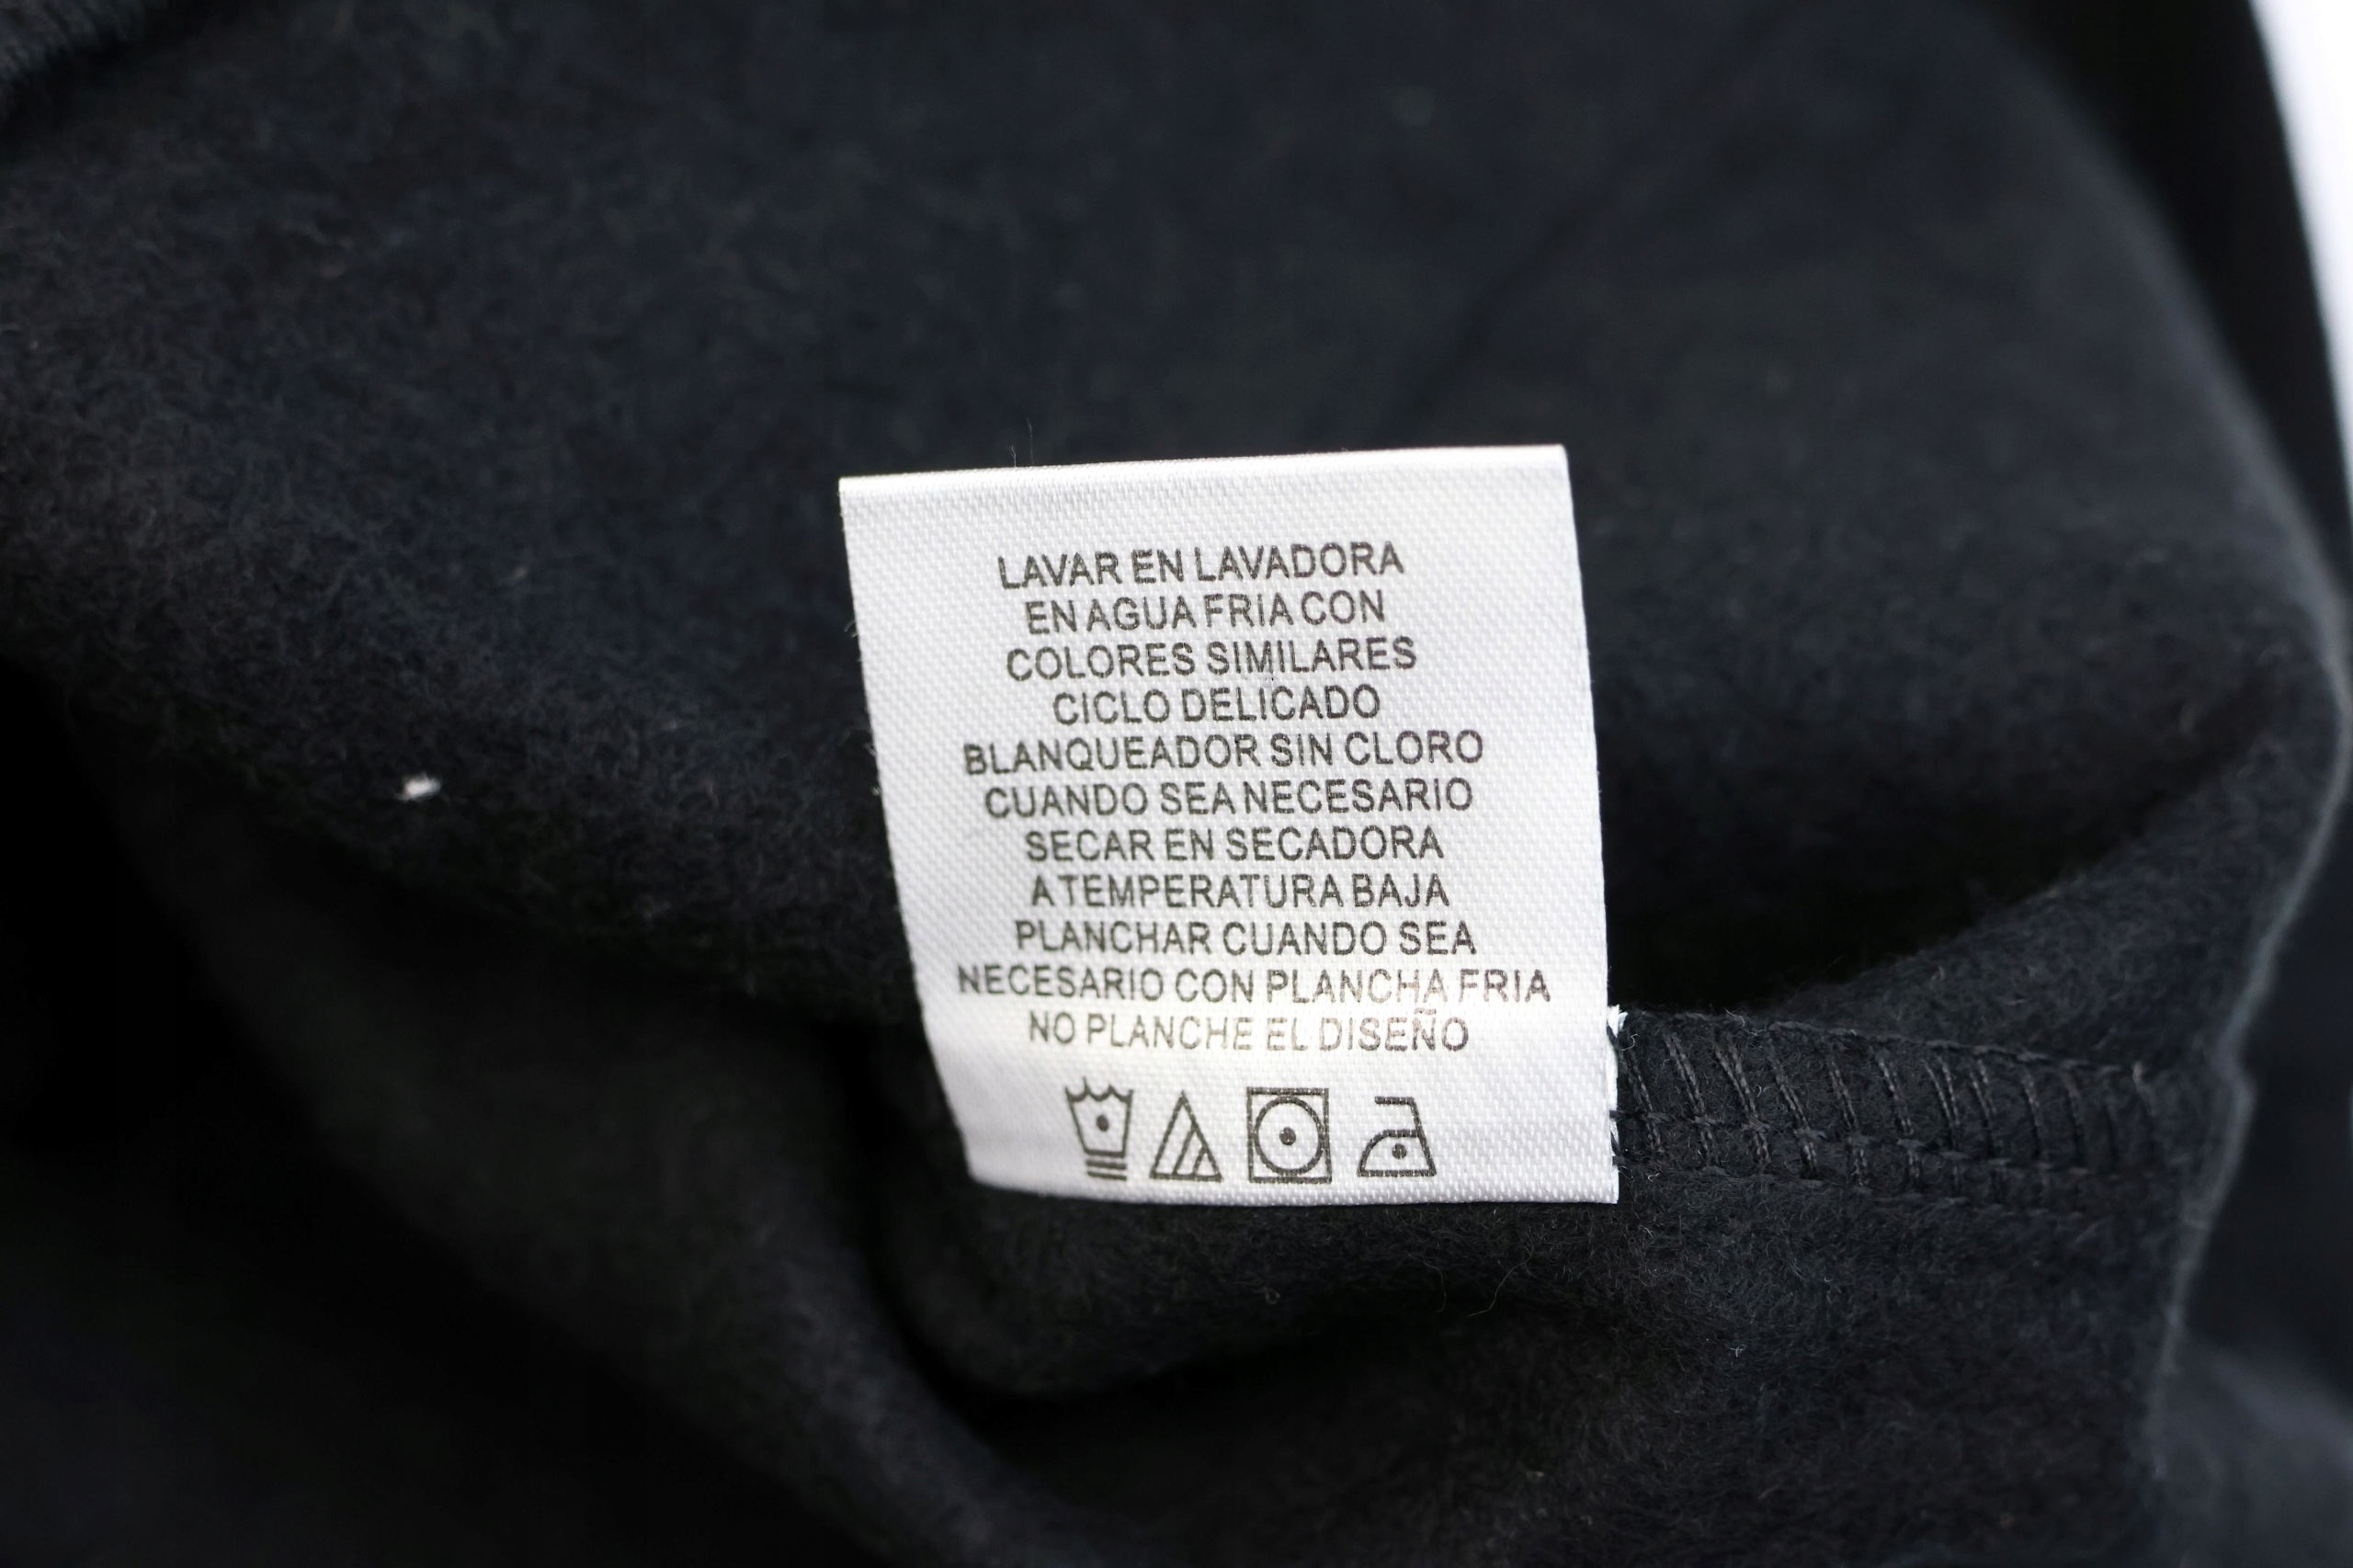 LAVAR EN LAVADORA
EN AGUA FRIA CON
COLORES SIMILARES
CICLO DELICADO
BLANQUEADOR SIN CLORO
CUANDO SEA NECESARIO
SECAR EN SECADORA
A TEMPERATURA BAJA
PLANCHAR CUANDO SEA
NECESARIO CON PLANCHA FRIA
NO PLANCHE EL DISEÑO